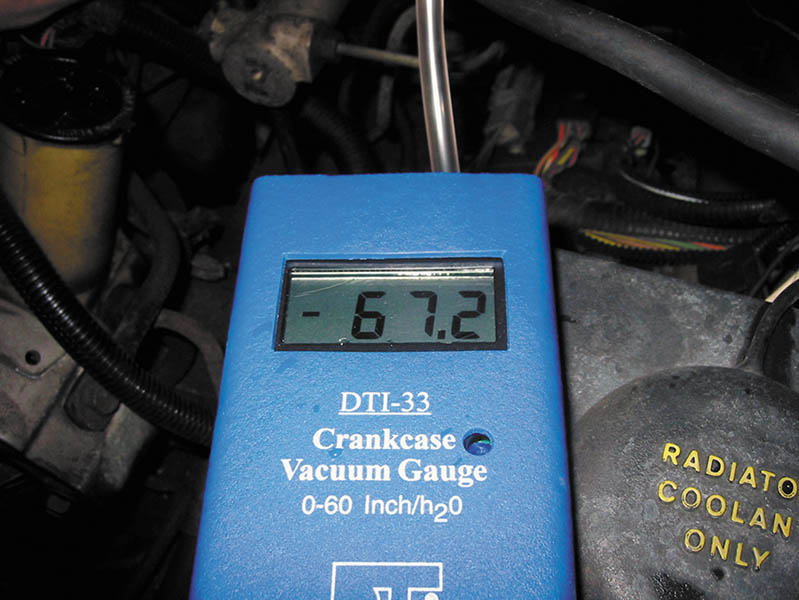 - 67.2
DTI-33
Crankcase
Vacuum Gauge
0-60 Inch/h20
RADIATO
COOLAN
ONLY